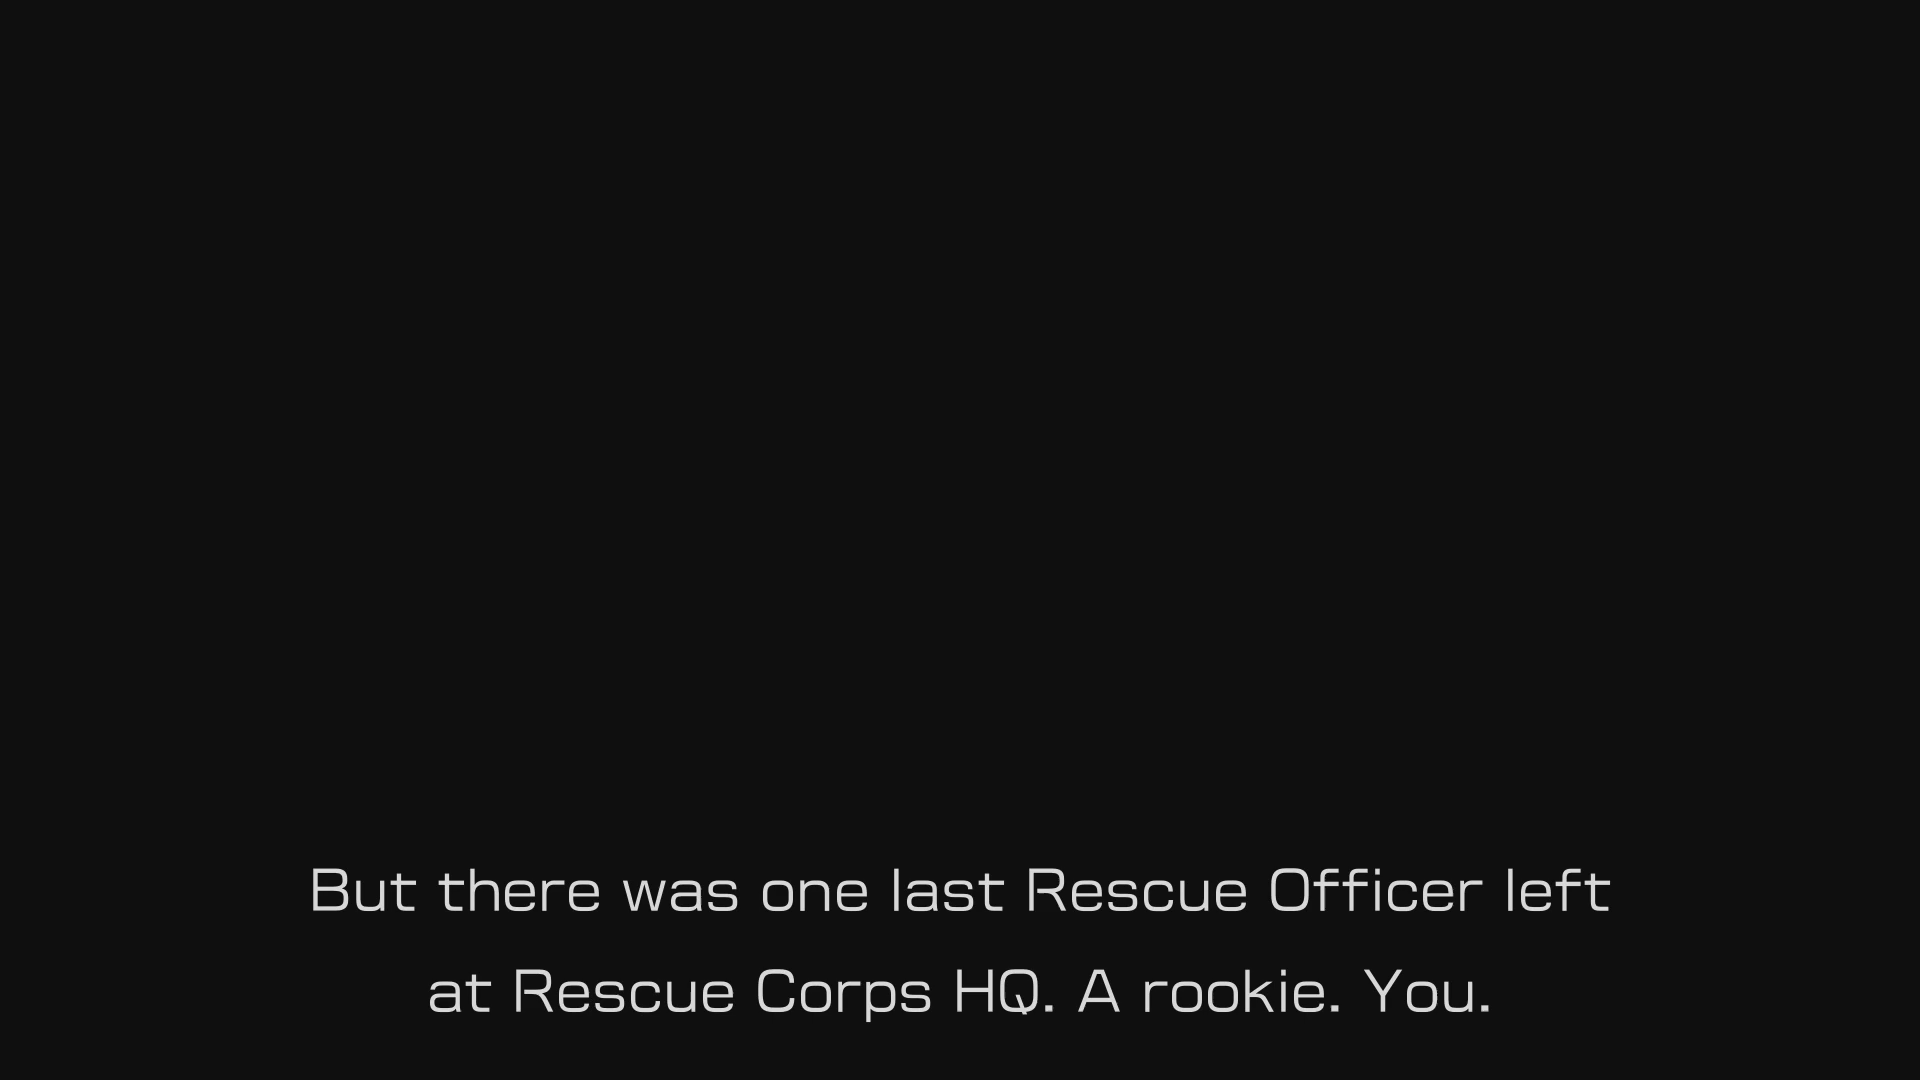 But there was one last Rescue Officer left
at Rescue Corps HQ. A rookie. You.